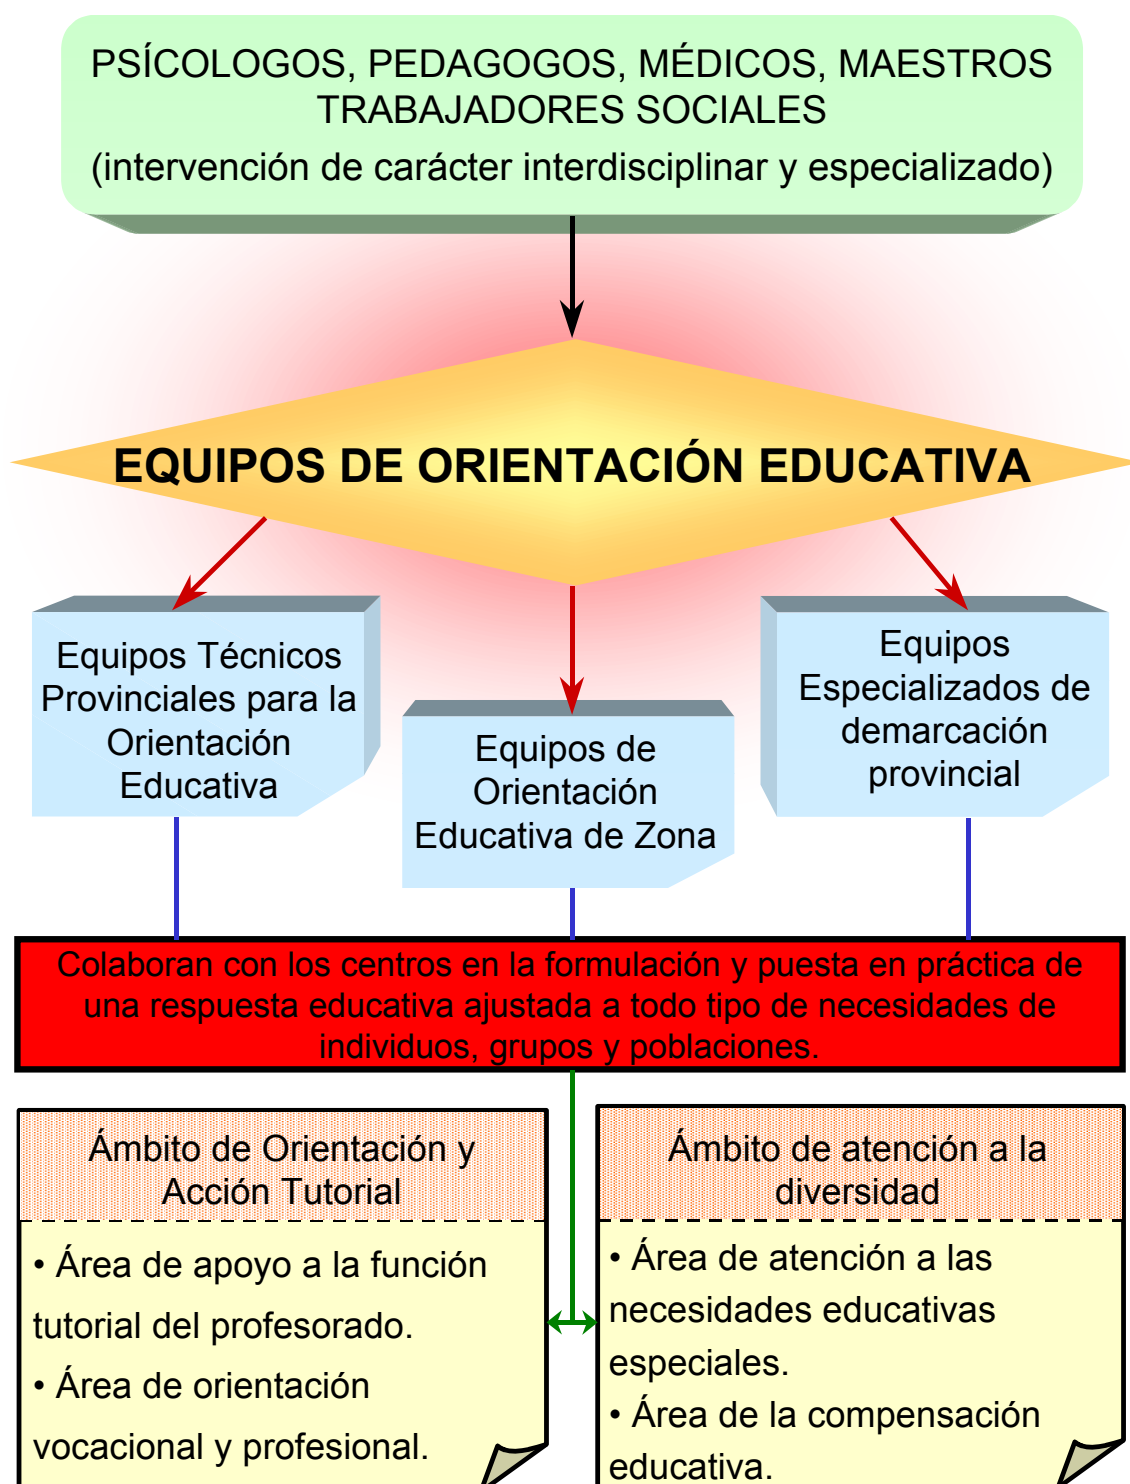 PSÍCOLOGOS, PEDAGOGOS, MÉDICOS, MAESTROS
TRABAJADORES SOCIALES
(intervención de carácter interdisciplinar y especializado)
EQUIPOS DE ORIENTACIÓN EDUCATIVA
Equipos Técnicos
Provinciales para la
Orientación
Educativa
Equipos de
Orientación
Educativa de Zona
Equipos
Especializados de
demarcación
provincial
Colaboran con los centros en la formulación y puesta en práctica de
una respuesta educativa ajustada a todo tipo de necesidades de
individuos, grupos y poblaciones.
Ámbito de Orientación y
Acción Tutorial
• Área de apoyo a la función
tutorial del profesorado.
• Área de orientación
vocacional y profesional.
Ámbito de atención a la
diversidad
• Área de atención a las
necesidades educativas
especiales.
• Área de la compensación
educativa.